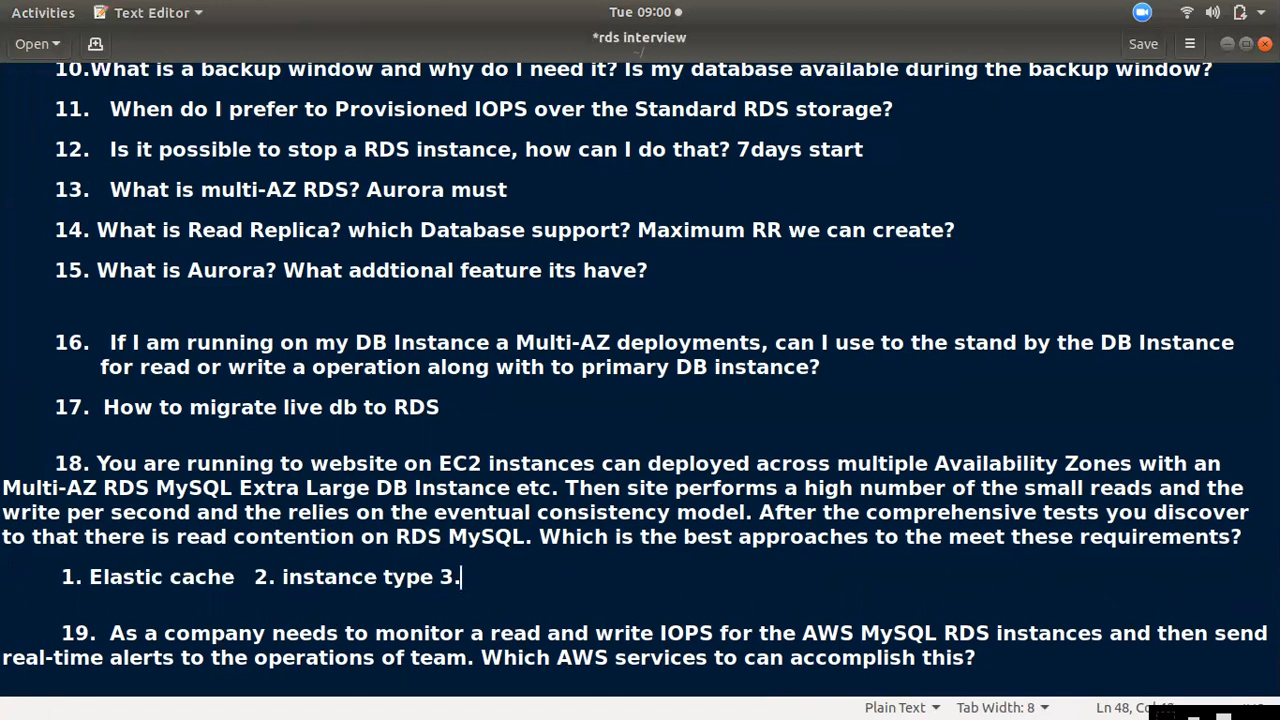 Activities Text Editor Tue 09:00
Open *rds interview Save
~/
10.What is a backup window and why do I need it? Is my database available during the backup window?
11. When do I prefer to Provisioned IOPS over the Standard RDS storage?
12. Is it possible to stop a RDS instance, how can I do that? 7days start
13. What is multi-AZ RDS? Aurora must
14. What is Read Replica? which Database support? Maximum RR we can create?
15. What is Aurora? What addtional feature its have?
16. If I am running on my DB Instance a Multi-AZ deployments, can I use to the stand by the DB Instance
for read or write a operation along with to primary DB instance?
17. How to migrate live db to RDS
18. You are running to website on EC2 instances can deployed across multiple Availability Zones with an
Multi-AZ RDS MySQL Extra Large DB Instance etc. Then site performs a high number of the small reads and the
write per second and the relies on the eventual consistency model. After the comprehensive tests you discover
to that there is read contention on RDS MySQL. Which is the best approaches to the meet these requirements?
1. Elastic cache 2. instance type 3.
19. As a company needs to monitor a read and write IOPS for the AWS MySQL RDS instances and then send
real-time alerts to the operations of team. Which AWS services to can accomplish this?
Plain Text Tab Width: 8 Ln 48,